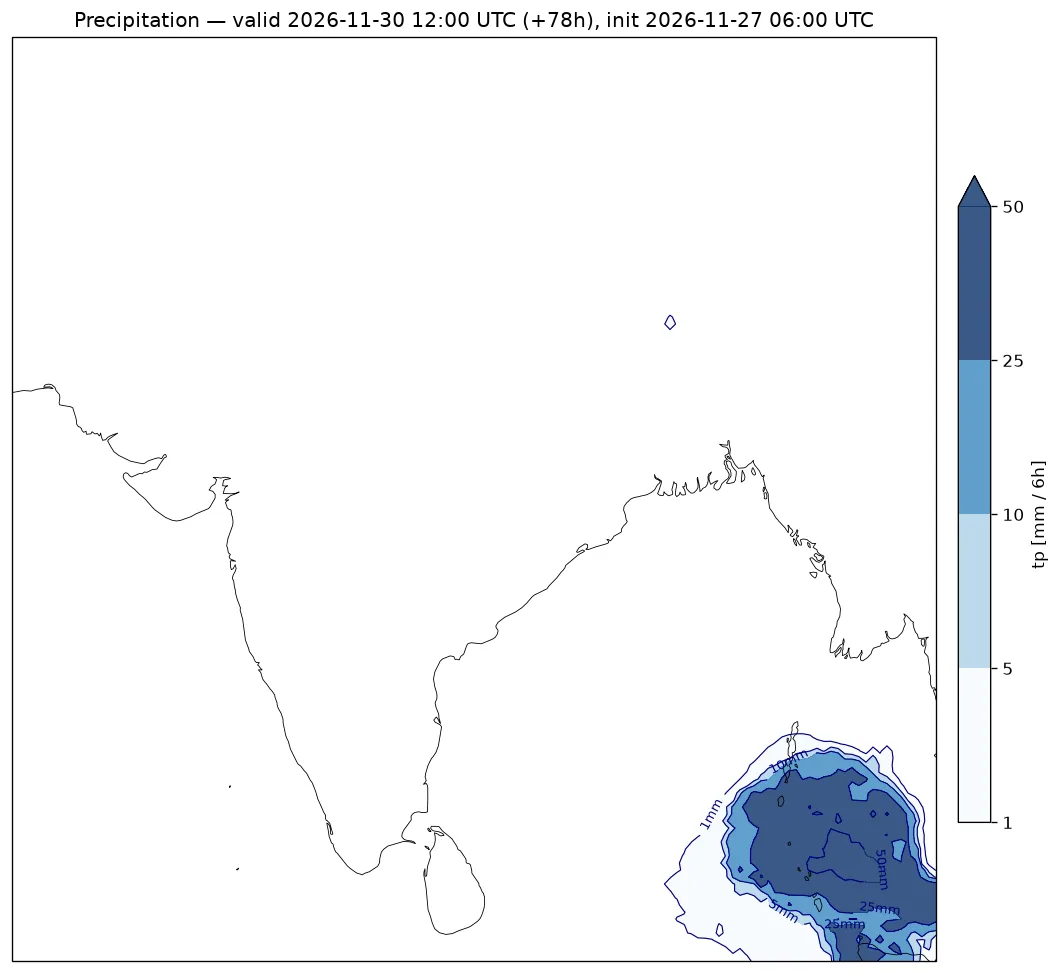 Precipitation — valid 2026-11-30 12:00 UTC (+78h), init 2026-11-27 06:00 UTC
50
25
10
5
1
tp [mm / 6h]
10mm
1mm
50mm
5mm
25mm
25mm